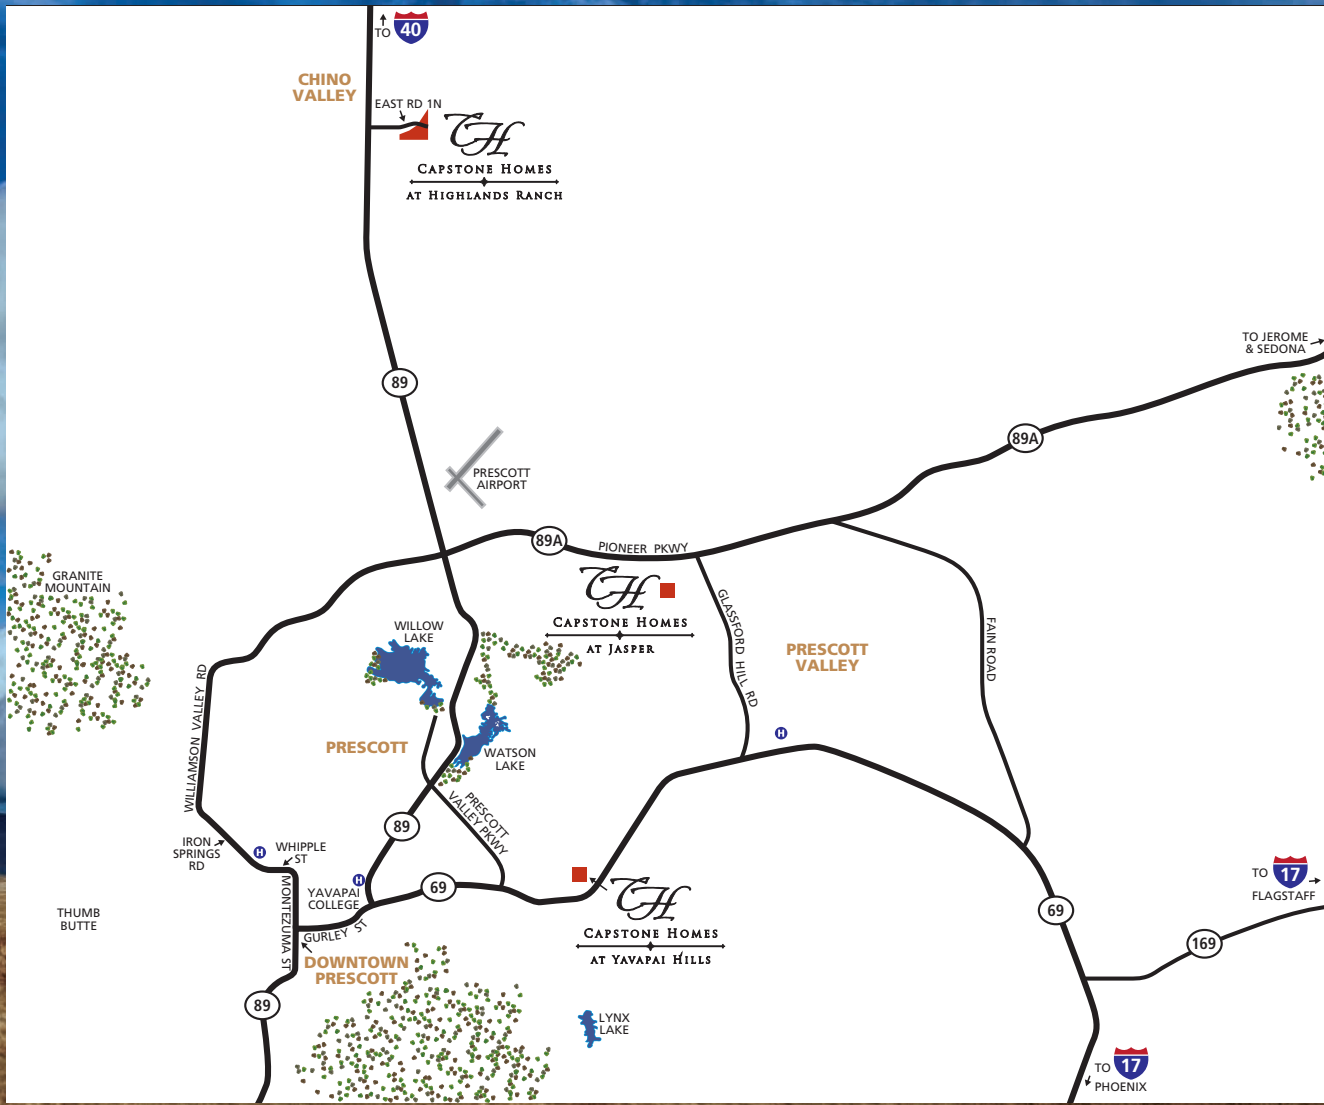 TO 40
CHINO
VALLEY
EAST RD 1N
CH
CAPSTONE HOMES
AT HIGHLANDS RANCH
TO JEROME
& SEDONA
89
89A
PRESCOTT
AIRPORT
89A
PIONEER PKWY
GRANITE
MOUNTAIN
CH
CAPSTONE HOMES
AT JASPER
GLASSFORD HILL RD
FAIN ROAD
WILLOW
LAKE
PRESCOTT
VALLEY
WILLIAMSON VALLEY RD
PRESCOTT
WATSON
LAKE
H
PRESCOTT
VALLEY PKWY
89
IRON
SPRINGS
RD
H
WHIPPLE
ST
H
YAVAPAI
COLLEGE
69
MONTEZUMA ST
GURLEY ST
CH
CAPSTONE HOMES
AT YAVAPAI HILLS
69
TO 17
FLAGSTAFF
169
THUMB
BUTTE
DOWNTOWN
PRESCOTT
89
LYNX
LAKE
TO 17
PHOENIX